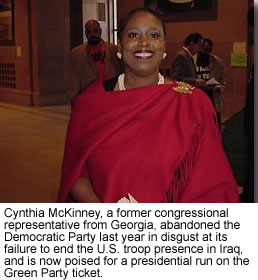 Cynthia McKinney, a former congressional
representative from Georgia, abandoned the
Democratic Party last year in disgust at its
failure to end the U.S. troop presence in Iraq,
and is now poised for a presidential run on the
Green Party ticket.